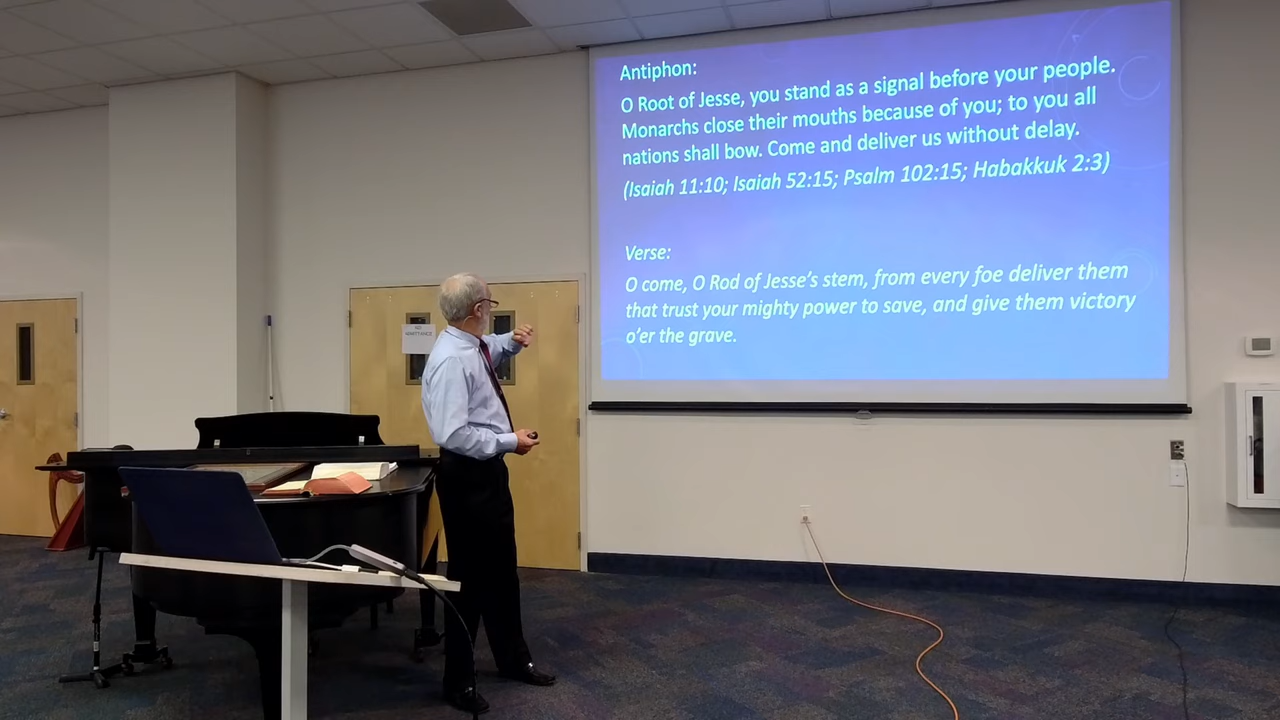 Antiphon:
O Root of Jesse, you stand as a signal before your people.
Monarchs close their mouths because of you; to you all
nations shall bow. Come and deliver us without delay.
(Isaiah 11:10; Isaiah 52:15; Psalm 102:15; Habakkuk 2:3)
Verse:
O come, O Rod of Jesse's stem, from every foe deliver them
that trust your mighty power to save, and give them victory
o'er the grave.